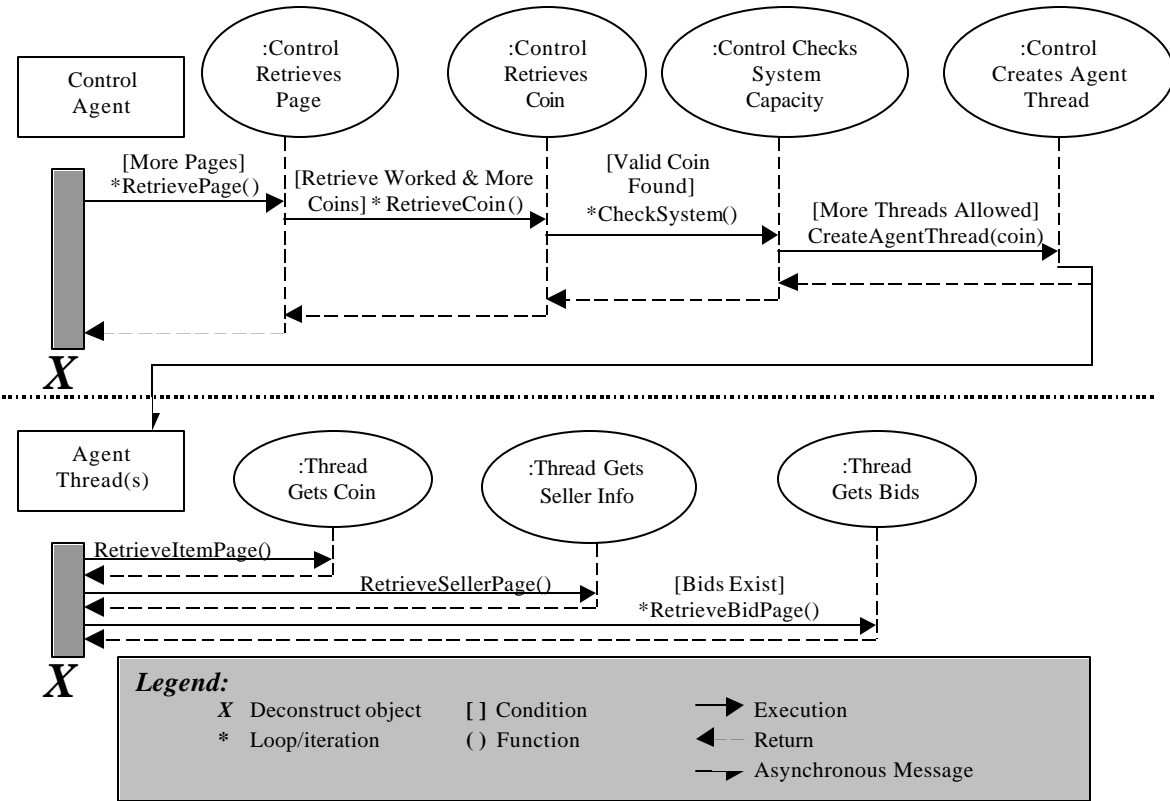 Control
Agent
:Control
Retrieves
Page
:Control
Retrieves
Coin
:Control Checks
System
Capacity
:Control
Creates Agent
Thread
[More Pages]
*RetrievePage()
[Retrieve Worked & More
Coins] * RetrieveCoin()
[Valid Coin
Found]
*CheckSystem()
[More Threads Allowed]
CreateAgentThread(coin)
X
Agent
Thread(s)
:Thread
Gets Coin
:Thread Gets
Seller Info
:Thread
Gets Bids
RetrieveItemPage()
RetrieveSellerPage()
[Bids Exist]
*RetrieveBidPage()
X
Legend:
X Deconstruct object
[ ] Condition
Execution
* Loop/iteration
( ) Function
Return
Asynchronous Message